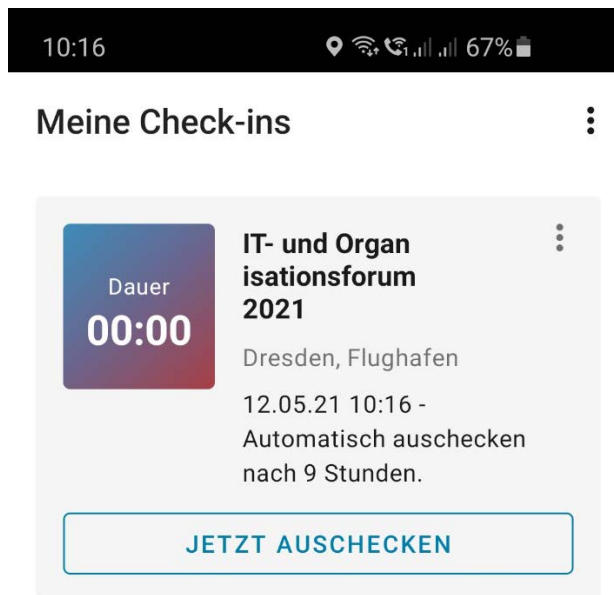 10:16 67%
Meine Check-ins
Dauer
00:00
IT- und Organ
isationsforum
2021
Dresden, Flughafen
12.05.21 10:16 -
Automatisch auschecken
nach 9 Stunden.
JETZT AUSCHECKEN